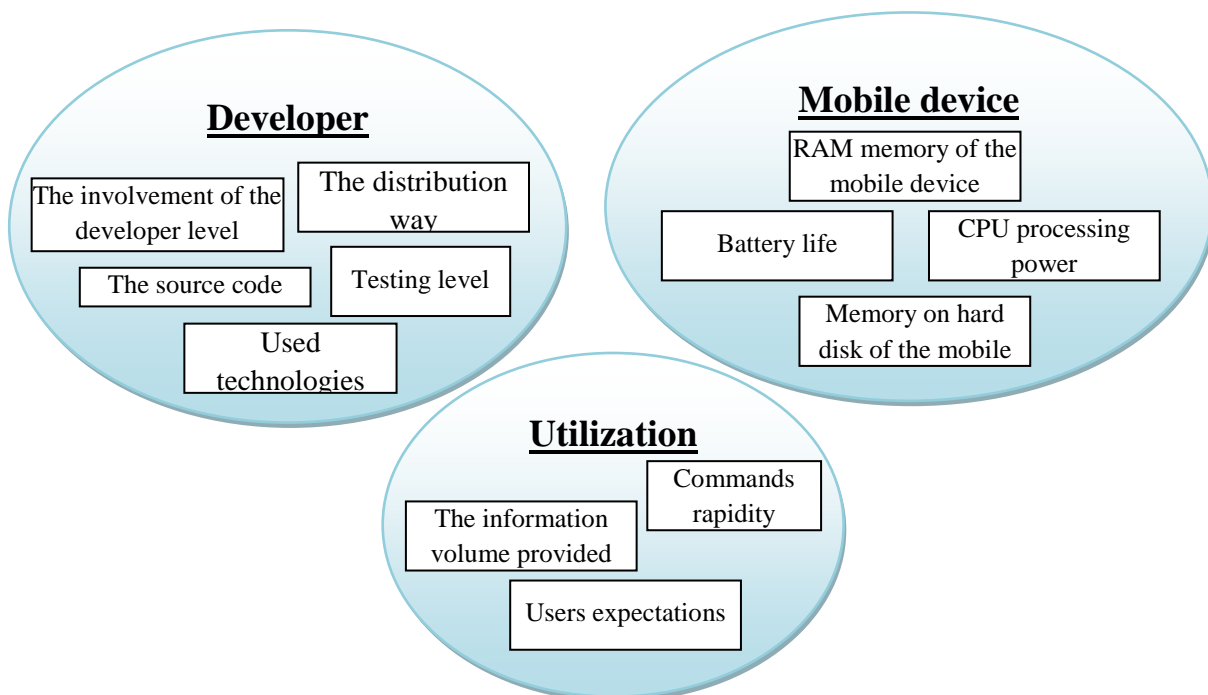 Developer
The involvement of the
developer level
The distribution
way
The source code
Testing level
Used
technologies
Mobile device
RAM memory of the
mobile device
Battery life
CPU processing
power
Memory on hard
disk of the mobile
Utilization
Commands
rapidity
The information
volume provided
Users expectations